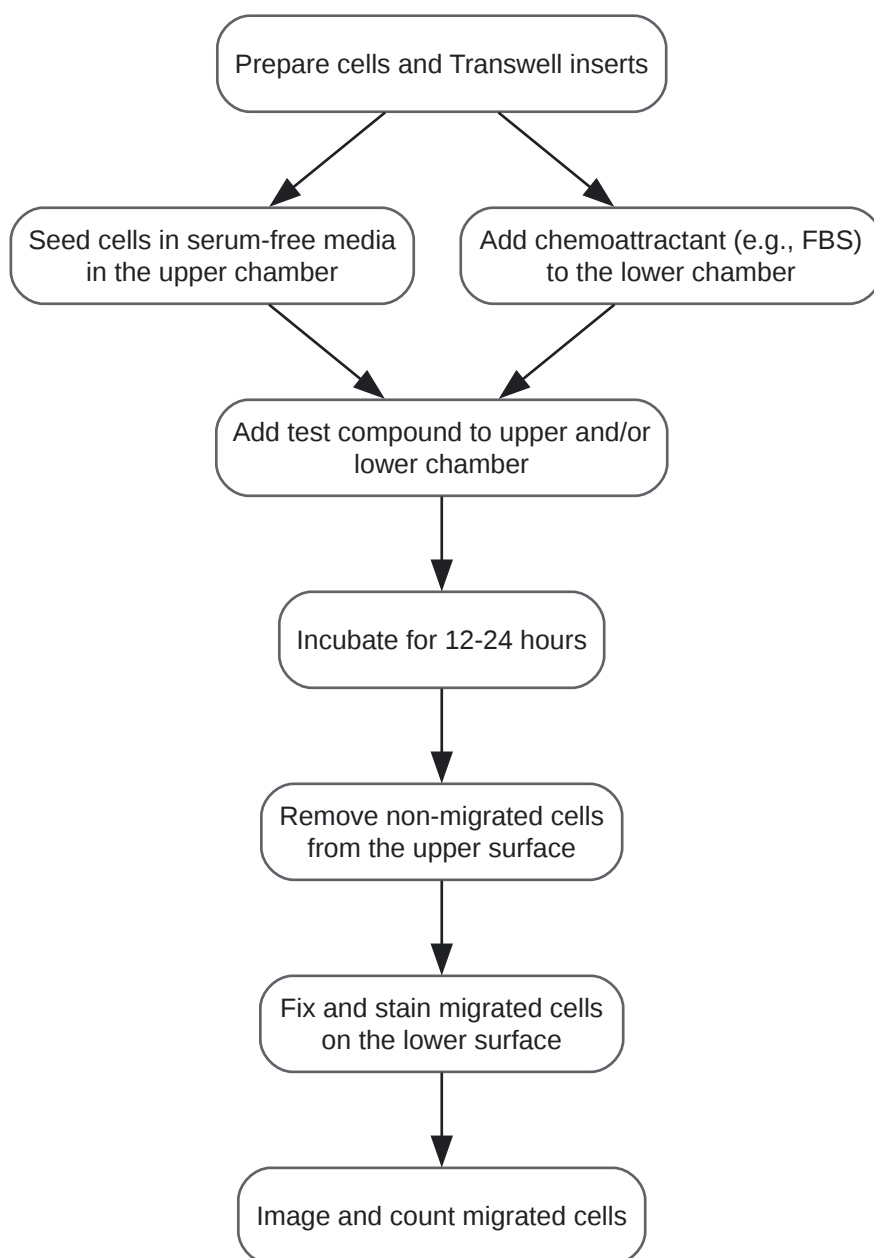 Prepare cells and Transwell inserts
Seed cells in serum-free media
in the upper chamber
Add chemoattractant (e.g., FBS)
to the lower chamber
Add test compound to upper and/or
lower chamber
Incubate for 12-24 hours
Remove non-migrated cells
from the upper surface
Fix and stain migrated cells
on the lower surface
Image and count migrated cells